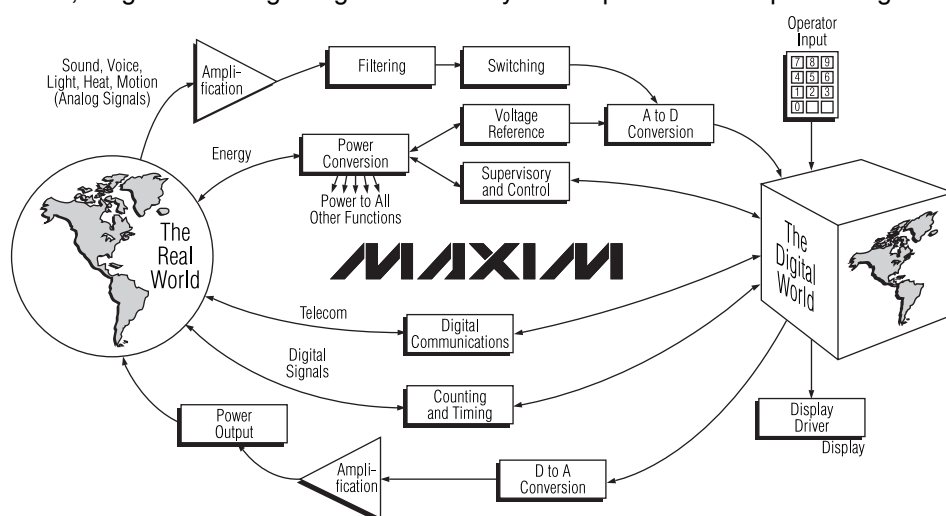 Operator
Input
7 8 9
4 5 6
1 2 3
0
Sound, Voice,
Light, Heat, Motion
(Analog Signals)
Ampli-
fication
Filtering
Switching
Voltage
Reference
A to D
Conversion
Energy
Power
Conversion
Supervisory
and Control
Power to All
Other Functions
The
Real
World
MAXIM
The
Digital
World
Telecom
Digital
Communications
Digital
Signals
Counting
and Timing
Power
Output
Display
Driver
Display
Ampli-
fication
D to A
Conversion